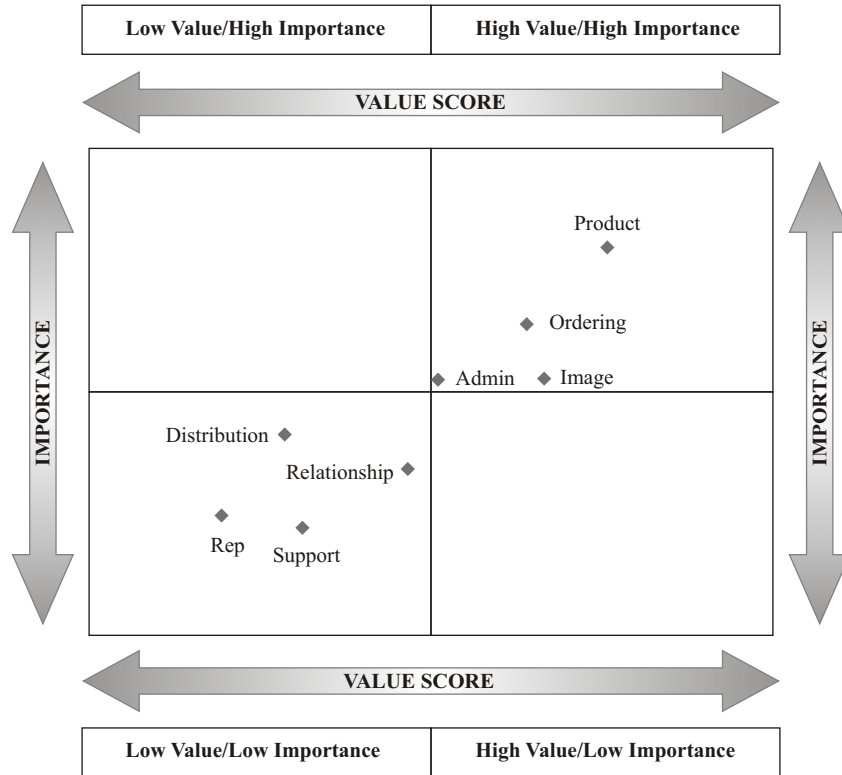 Low Value/High Importance
High Value/High Importance
VALUE SCORE
IMPORTANCE
IMPORTANCE
Product
Ordering
Admin
Image
Distribution
Relationship
Rep
Support
VALUE SCORE
Low Value/Low Importance
High Value/Low Importance